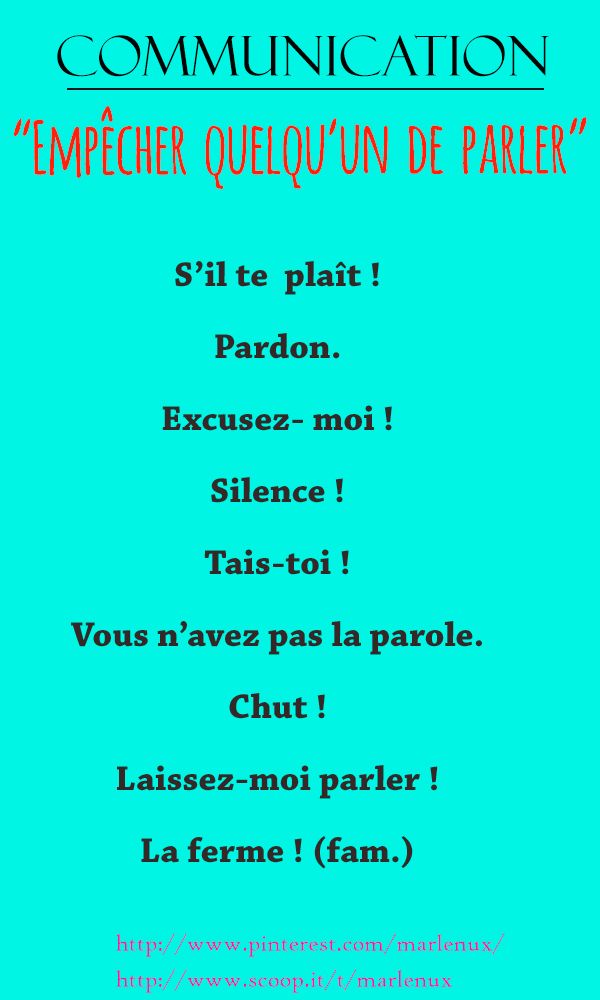 COMMUNICATION
“EMPÊCHER QUELQU’UN DE PARLER”
S’il te plaît !
Pardon.
Excusez- moi !
Silence !
Tais-toi !
Vous n’avez pas la parole.
Chut !
Laissez-moi parler !
La ferme ! (fam.)
http://www.pinterest.com/marlenux/
http://www.scoop.it/t/marlenux